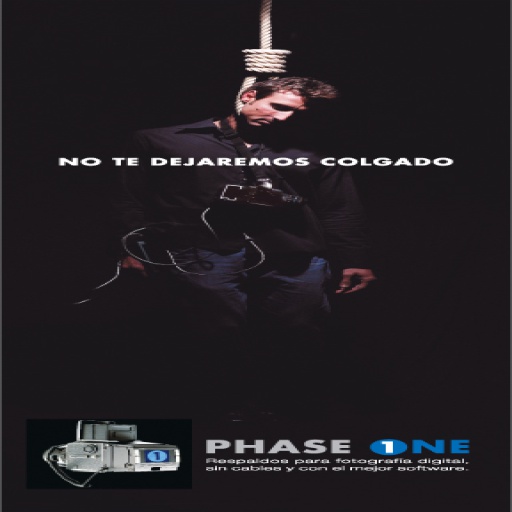 NO TE DEJAREMOS COLGADO
PHASE ONE
Respaldos para fotografía digital,
sin cables y con el mejor software.